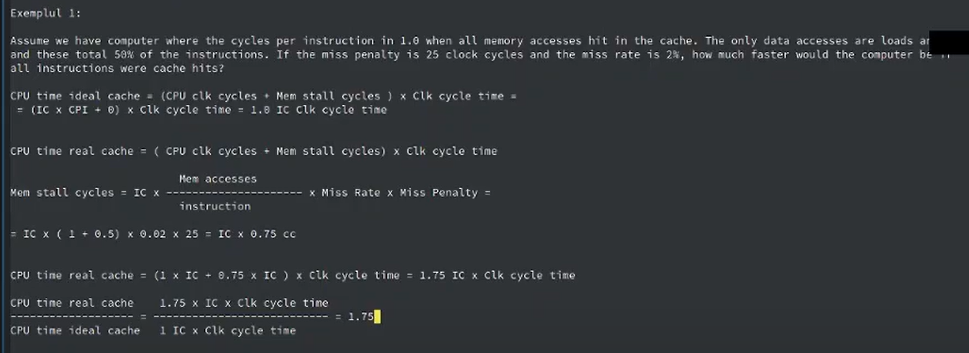 Exemplul 1:
Assume we have computer where the cycles per instruction in 1.0 when all memory accesses hit in the cache. The only data accesses are loads
and these total 50% of the instructions. If the miss penalty is 25 clock cycles and the miss rate is 2%, how much faster would the computer be if
all instructions were cache hits?
CPU time ideal cache = (CPU clk cycles + Mem stall cycles ) x Clk cycle time =
= (IC x CPI + 0) x Clk cycle time = 1.0 IC Clk cycle time
CPU time real cache = ( CPU clk cycles + Mem stall cycles) x Clk cycle time
Mem accesses
Mem stall cycles = IC x --------------------- x Miss Rate x Miss Penalty =
instruction
= IC x ( 1 + 0.5) x 0.02 x 25 = IC x 0.75 cc
CPU time real cache = (1 x IC + 0.75 x IC ) x Clk cycle time = 1.75 IC x Clk cycle time
CPU time real cache 1.75 x IC x Clk cycle time
------------------- = --------------------------- = 1.75
CPU time ideal cache 1 IC x Clk cycle time